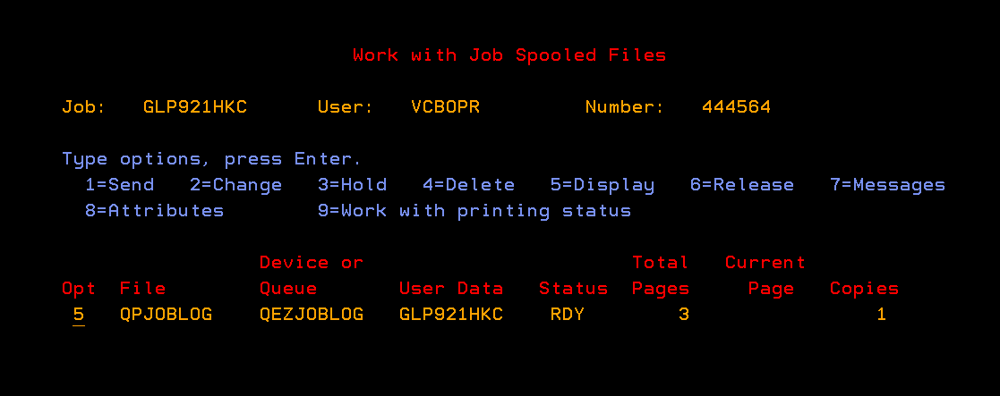 Work with Job Spooled Files
Job:   GLP921HKC      User:   VCBOPR         Number:   444564
Type options, press Enter.
1=Send   2=Change   3=Hold   4=Delete   5=Display   6=Release   7=Messages
8=Attributes        9=Work with printing status
Device or                       Total   Current
Opt  File        Queue       User Data   Status  Pages     Page   Copies
5   QPJOBLOG    QEZJOBLOG   GLP921HKC    RDY        3                1